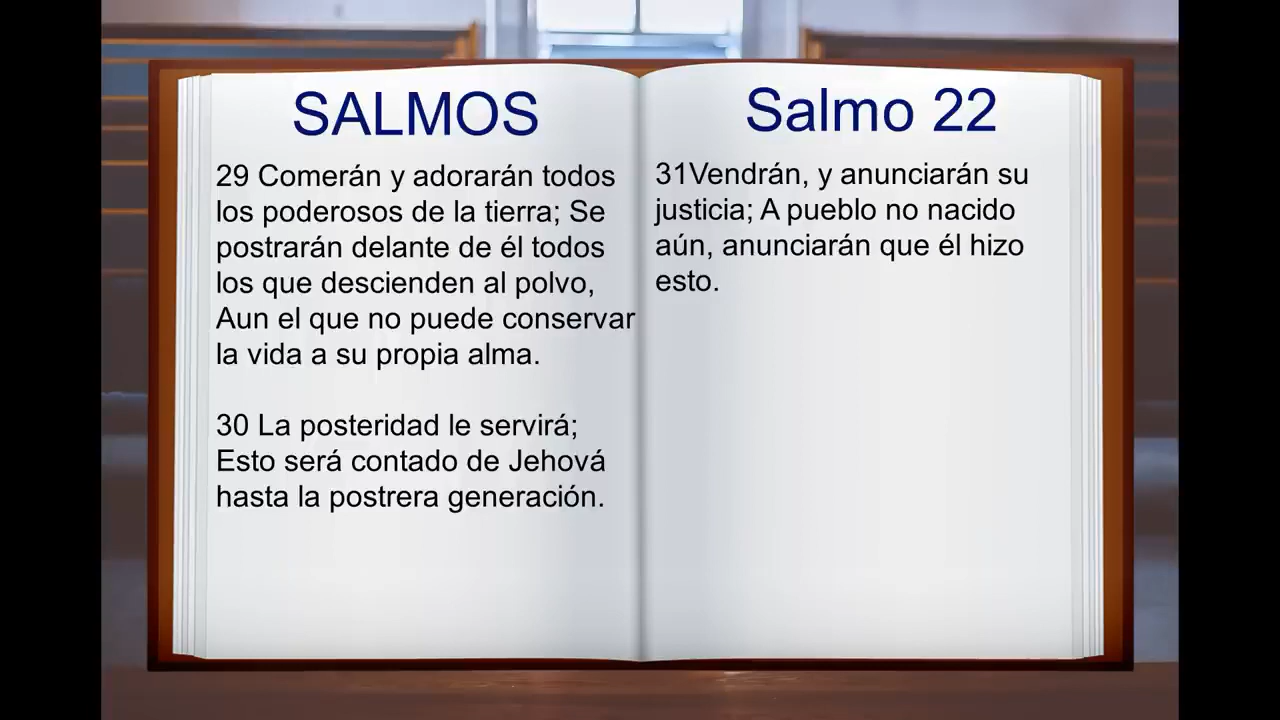 SALMOS
29 Comerán y adorarán todos
los poderosos de la tierra; Se
postrarán delante de él todos
los que descienden al polvo,
Aun el que no puede conservar
la vida a su propia alma.
30 La posteridad le servirá;
Esto será contado de Jehová
hasta la postrera generación.
Salmo 22
31Vendrán, y anunciarán su
justicia; A pueblo no nacido
aún, anunciarán que él hizo
esto.